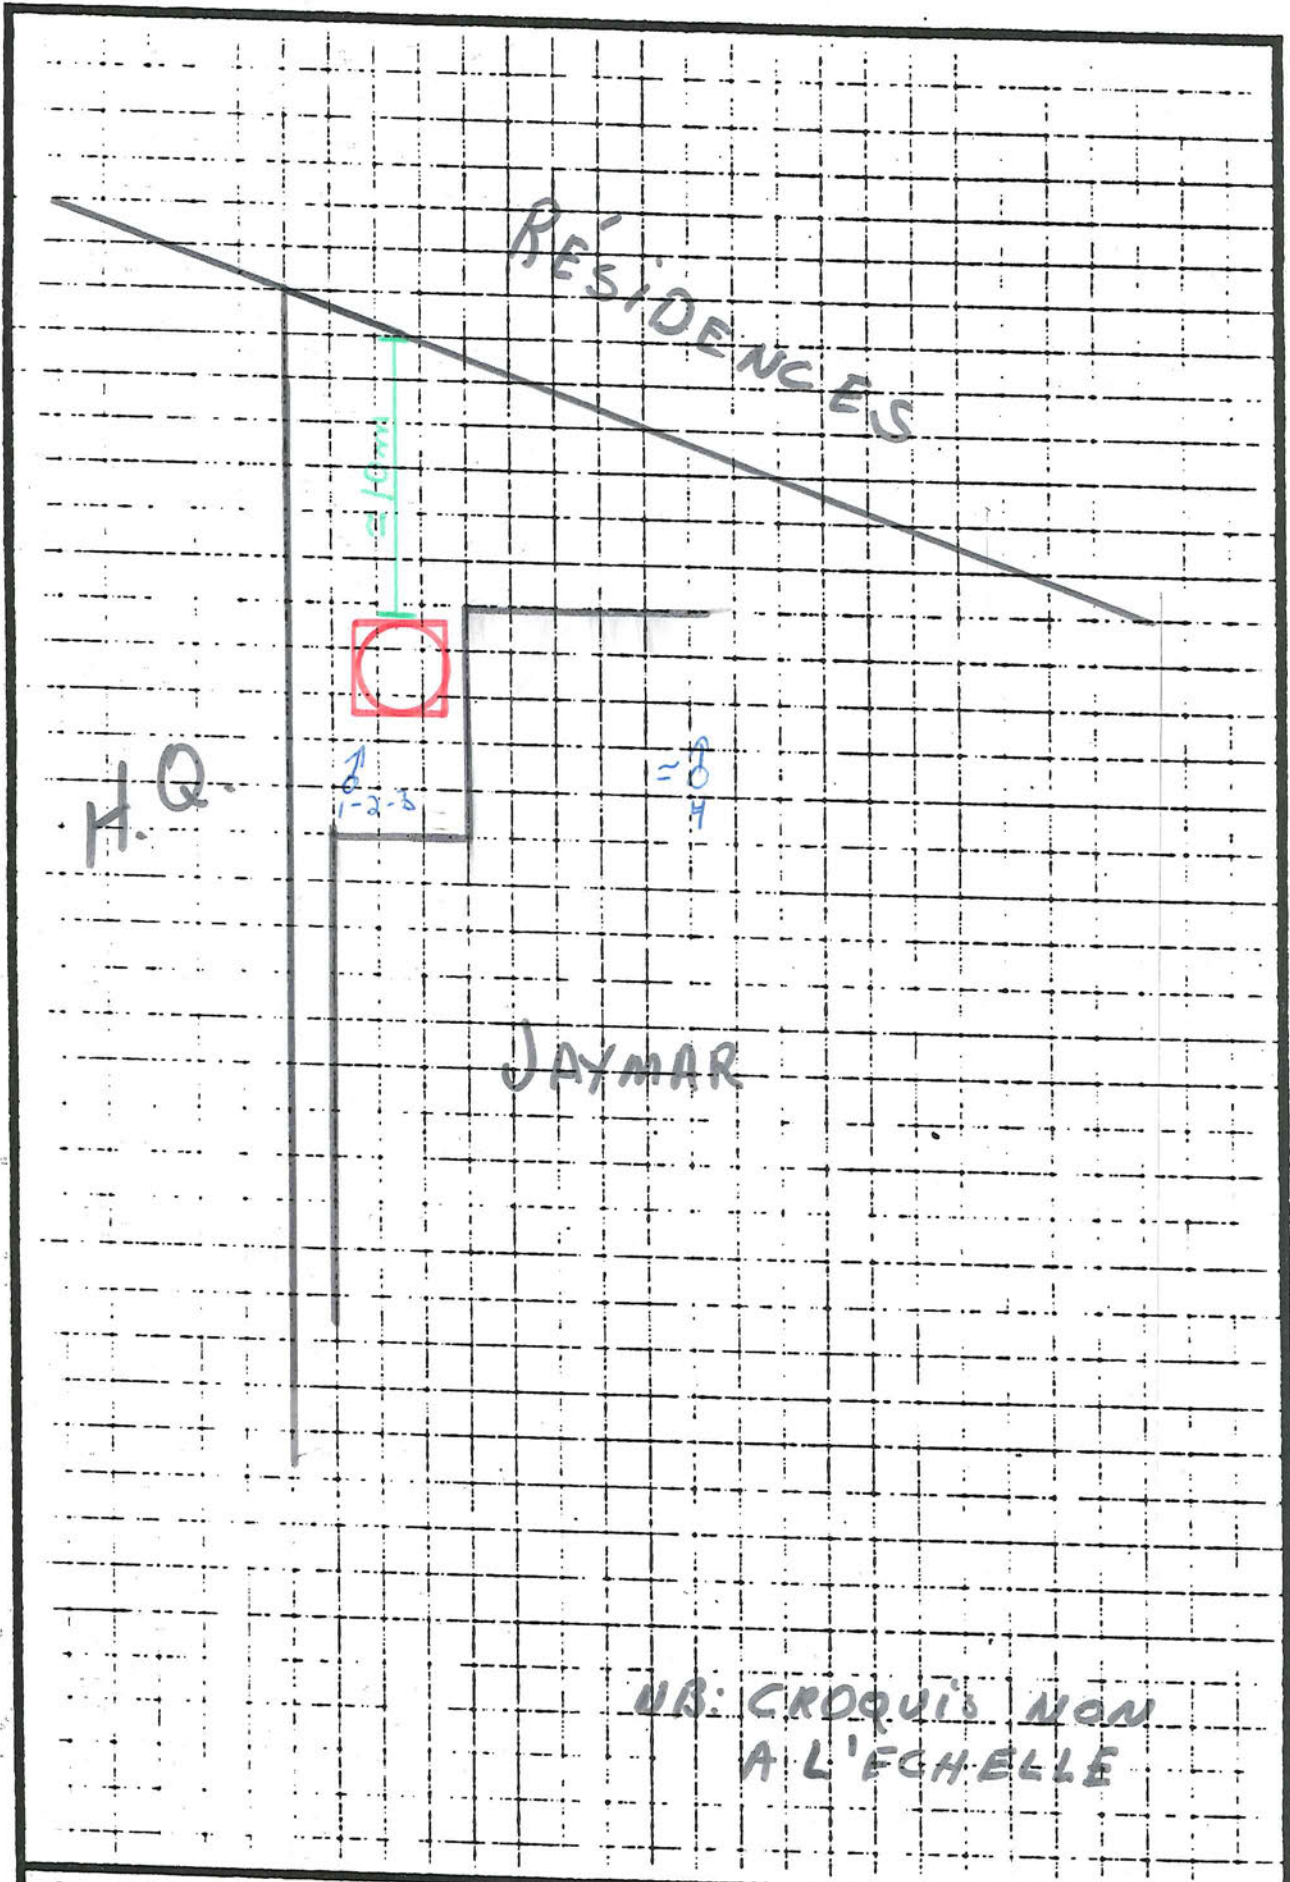 RÉSIDENCES
≈ 10m
H.Q.
1-2-3
≈
4
JAYMAR
NB: CROQUIS NON
A L'ECHELLE